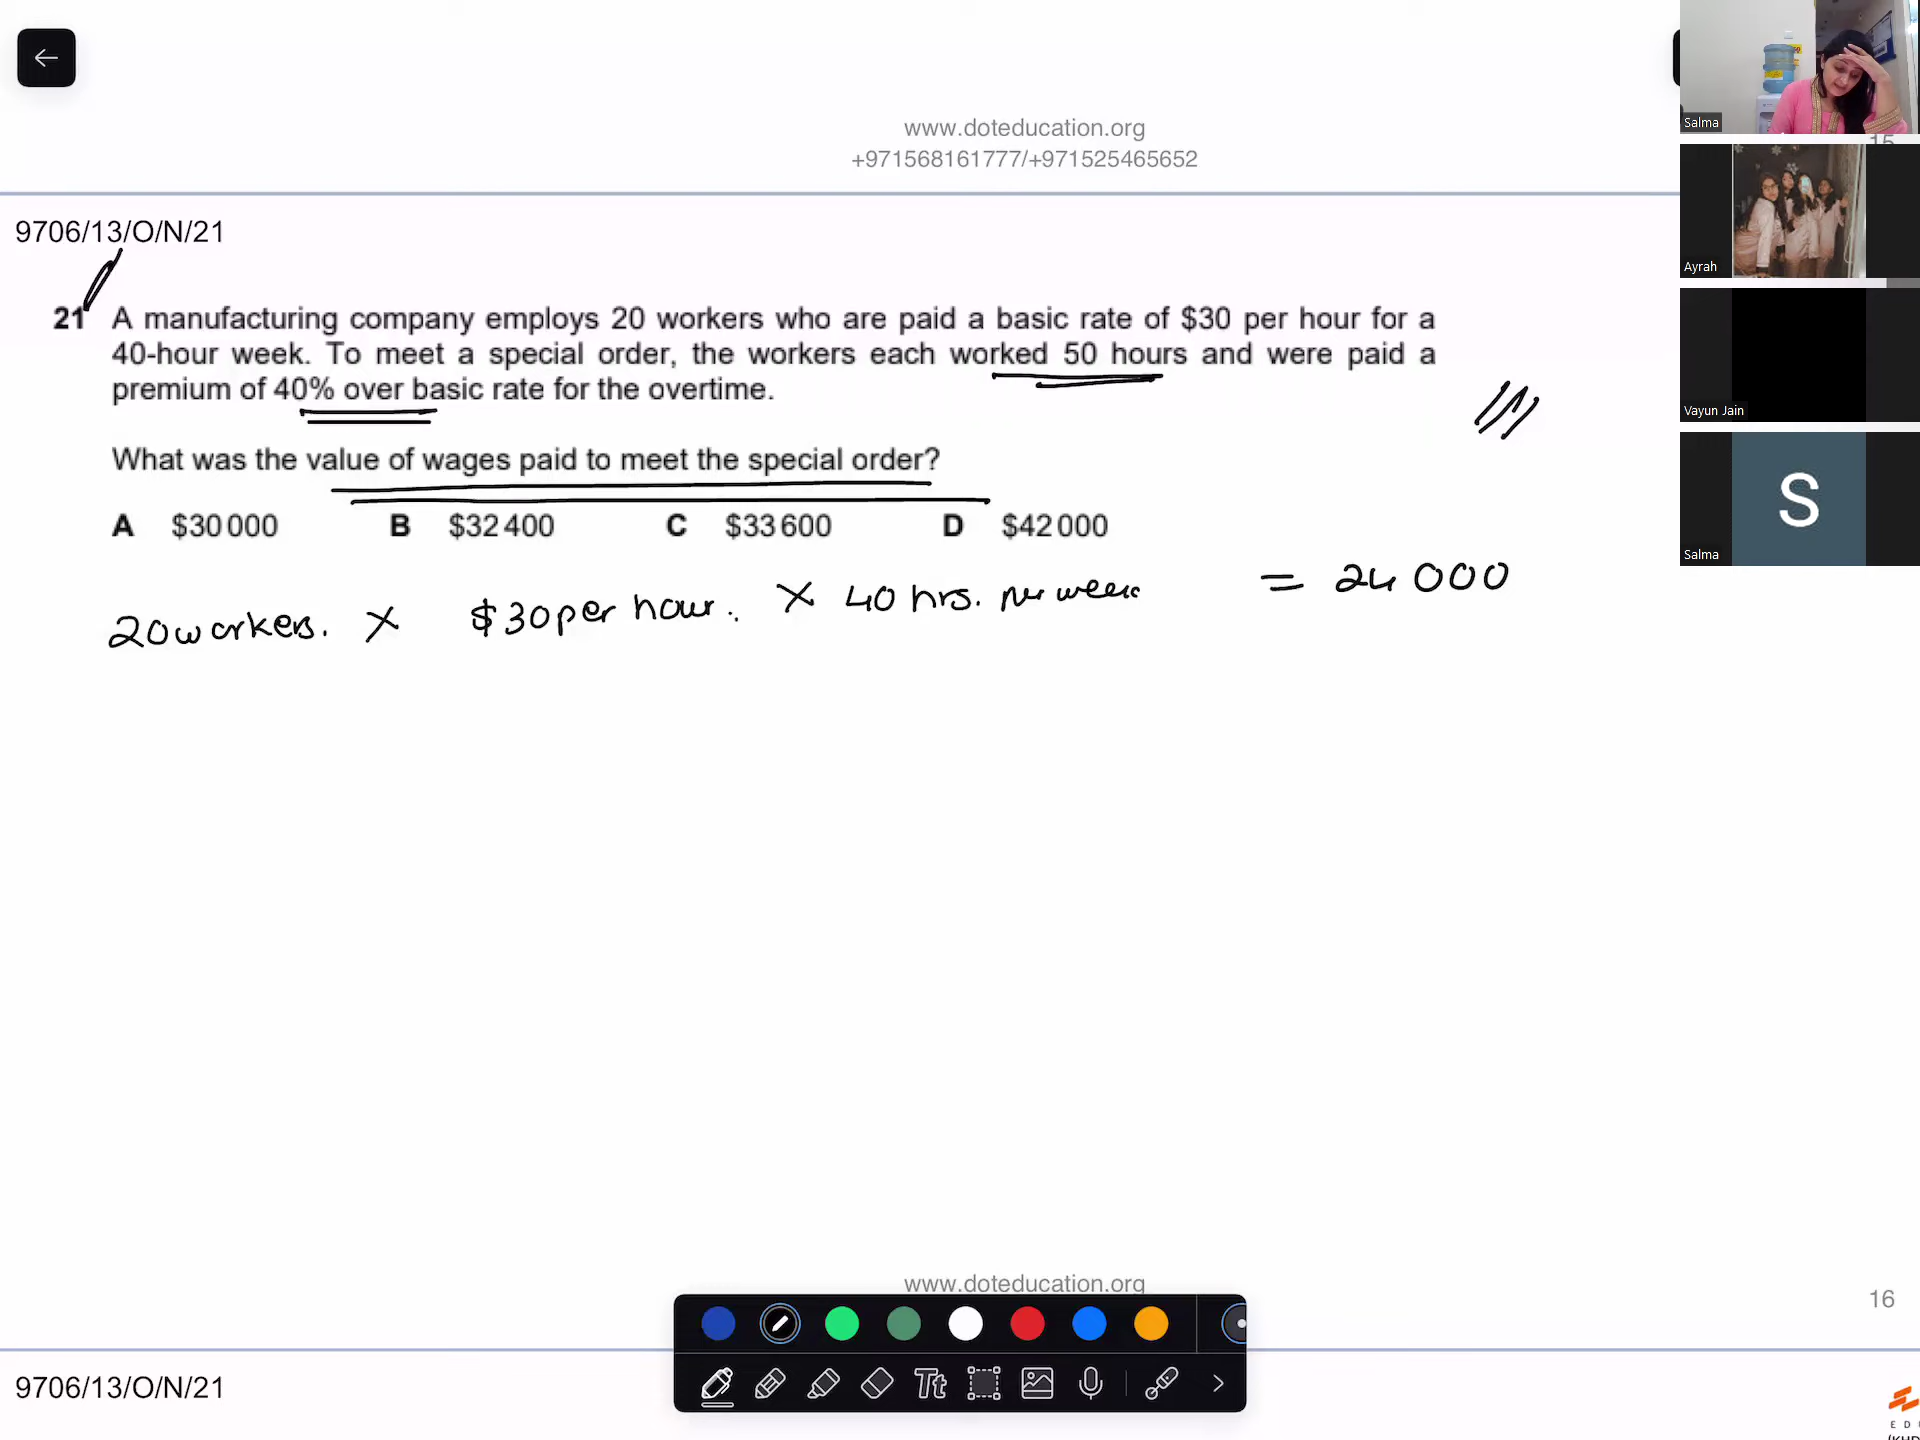 www.doteducation.org
+971568161777/+971525465652
Salma
9706/13/O/N/21
Ayrah
21 A manufacturing company employs 20 workers who are paid a basic rate of $30 per hour for a
40-hour week. To meet a special order, the workers each worked 50 hours and were paid a
premium of 40% over basic rate for the overtime.
Vayun Jain
What was the value of wages paid to meet the special order?
A $30 000 B $32 400 C $33 600 D $42 000
S
Salma
20 workers. X $30 per hour. X 40 hrs. per week = 24 000
www.doteducation.org
16
9706/13/O/N/21
Tt